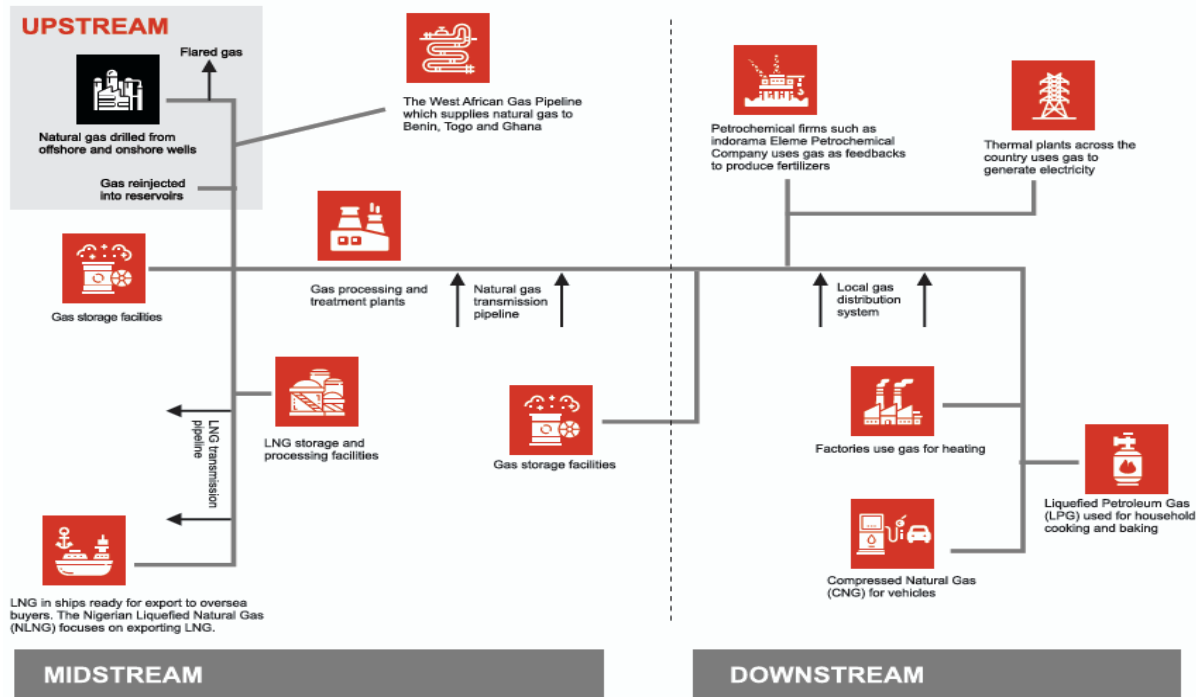 UPSTREAM
Flared gas
Natural gas drilled from
offshore and onshore wells
Gas reinjected
into reservoirs
The West African Gas Pipeline
which supplies natural gas to
Benin, Togo and Ghana
Petrochemical firms such as
indorama Eleme Petrochemical
Company uses gas as feedbacks
to produce fertilizers
Thermal plants across the
country uses gas to
generate electricity
Gas storage facilities
Gas processing and
treatment plants
Natural gas
transmission
pipeline
Local gas
distribution
system
LNG transmission
pipeline
LNG storage and
processing facilities
Gas storage facilities
Factories use gas for heating
Liquefied Petroleum Gas
(LPG) used for household
cooking and baking
Compressed Natural Gas
(CNG) for vehicles
LNG in ships ready for export to oversea
buyers. The Nigerian Liquefied Natural Gas
(NLNG) focuses on exporting LNG.
MIDSTREAM
DOWNSTREAM